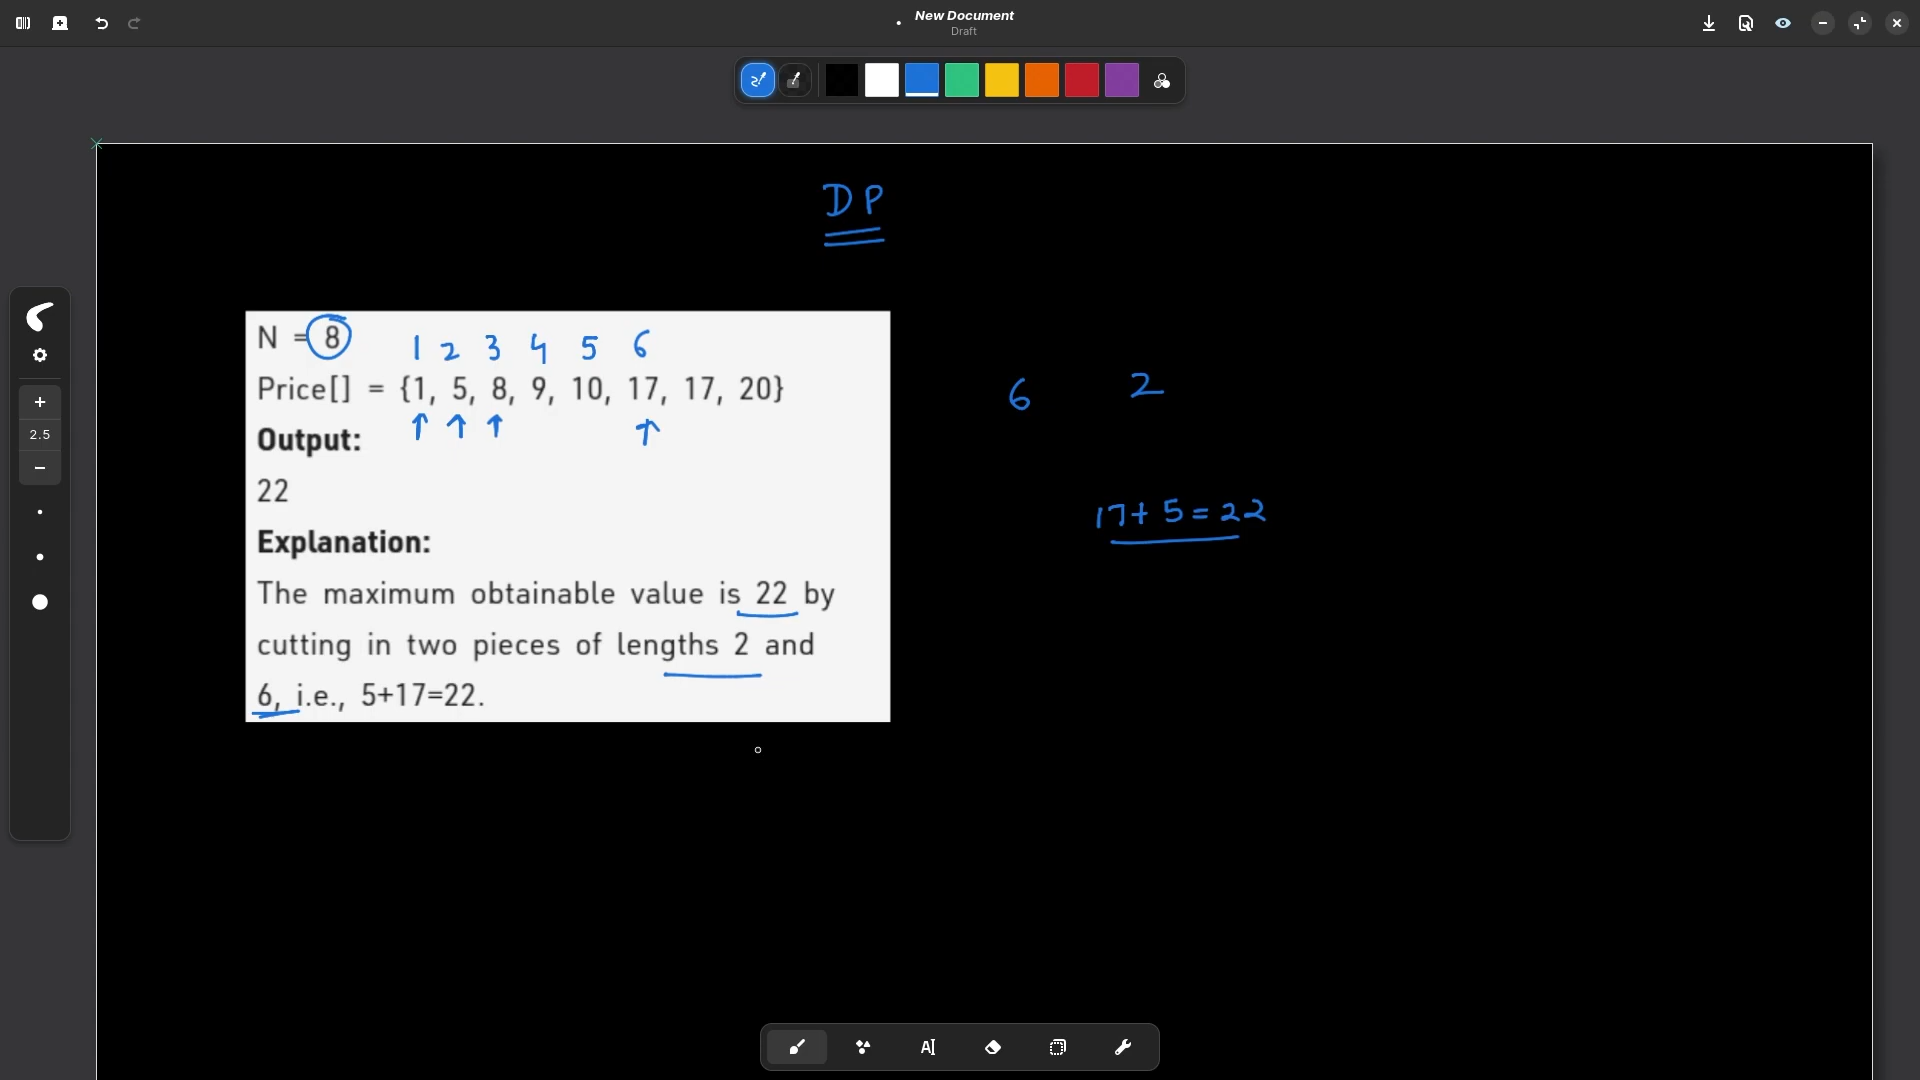 New Document
Draft
DP
N = 8
1 2 3 4 5 6
Price[] = {1, 5, 8, 9, 10, 17, 17, 20}
6 2
Output:
22
17+ 5 = 22
Explanation:
The maximum obtainable value is 22 by
cutting in two pieces of lengths 2 and
6, i.e., 5+17=22.
2.5